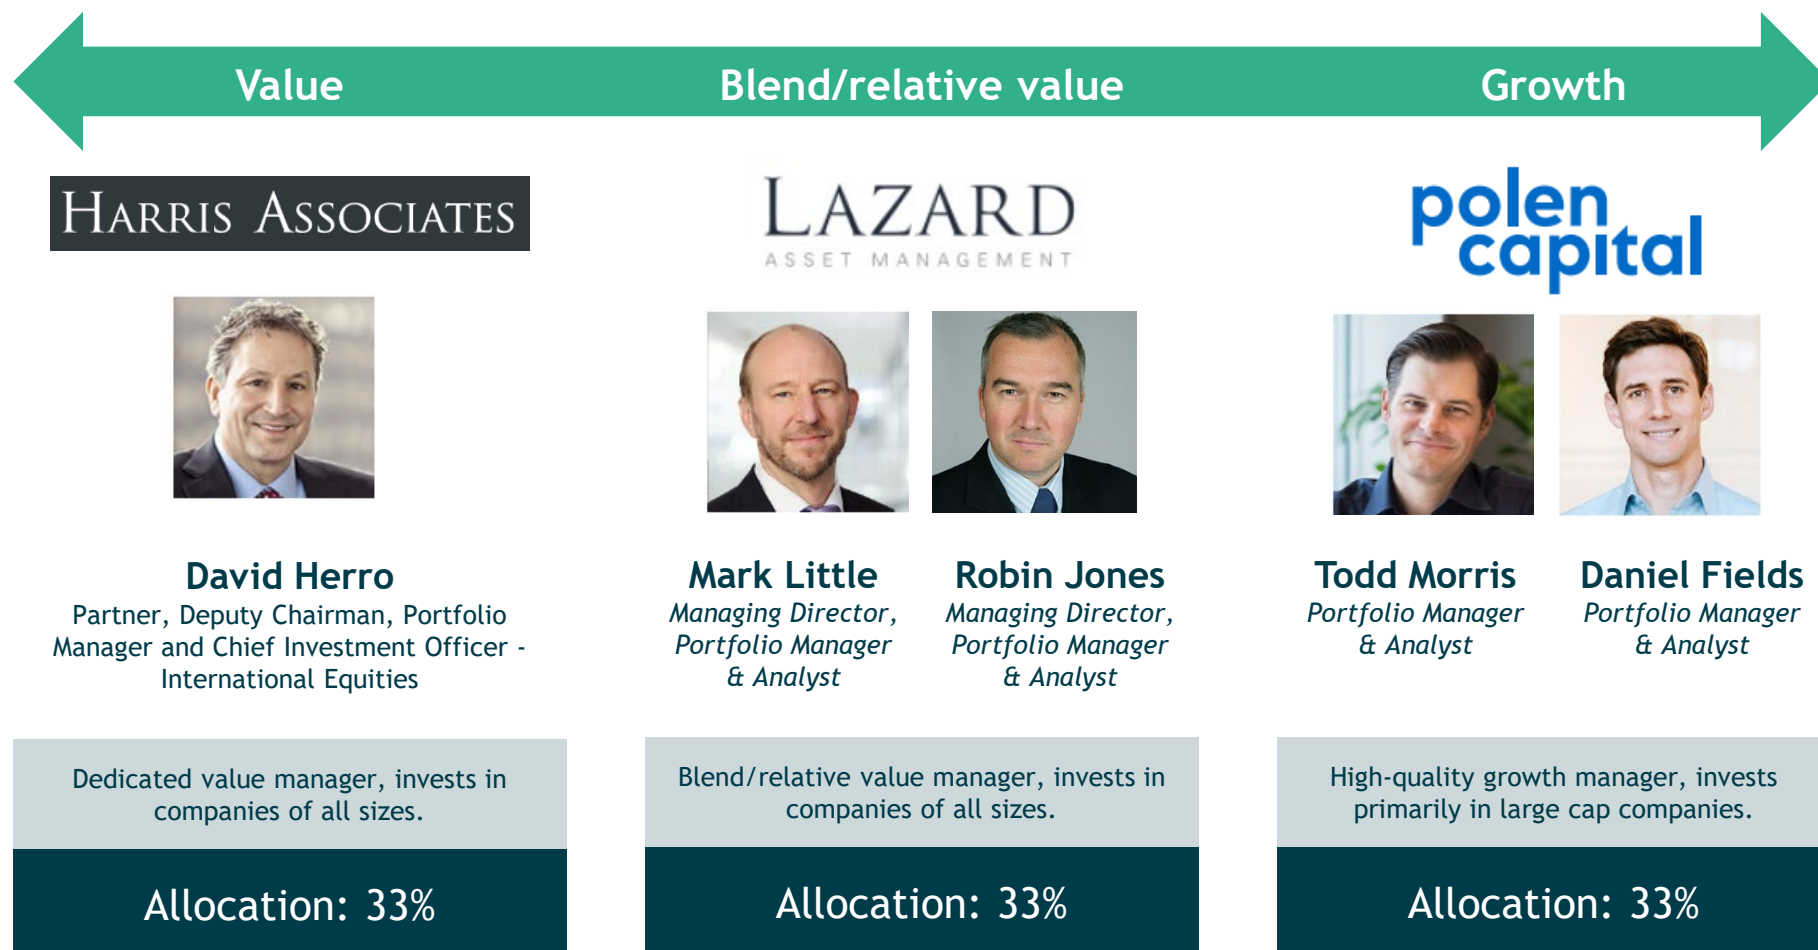 Value
Blend/relative value
Growth
HARRIS ASSOCIATES
LAZARD
ASSET MANAGEMENT
polen
capital
David Herro
Partner, Deputy Chairman, Portfolio
Manager and Chief Investment Officer -
International Equities
Mark Little
Managing Director,
Portfolio Manager
& Analyst
Robin Jones
Managing Director,
Portfolio Manager
& Analyst
Todd Morris
Portfolio Manager
& Analyst
Daniel Fields
Portfolio Manager
& Analyst
Dedicated value manager, invests in
companies of all sizes.
Blend/relative value manager, invests in
companies of all sizes.
High-quality growth manager, invests
primarily in large cap companies.
Allocation: 33%
Allocation: 33%
Allocation: 33%